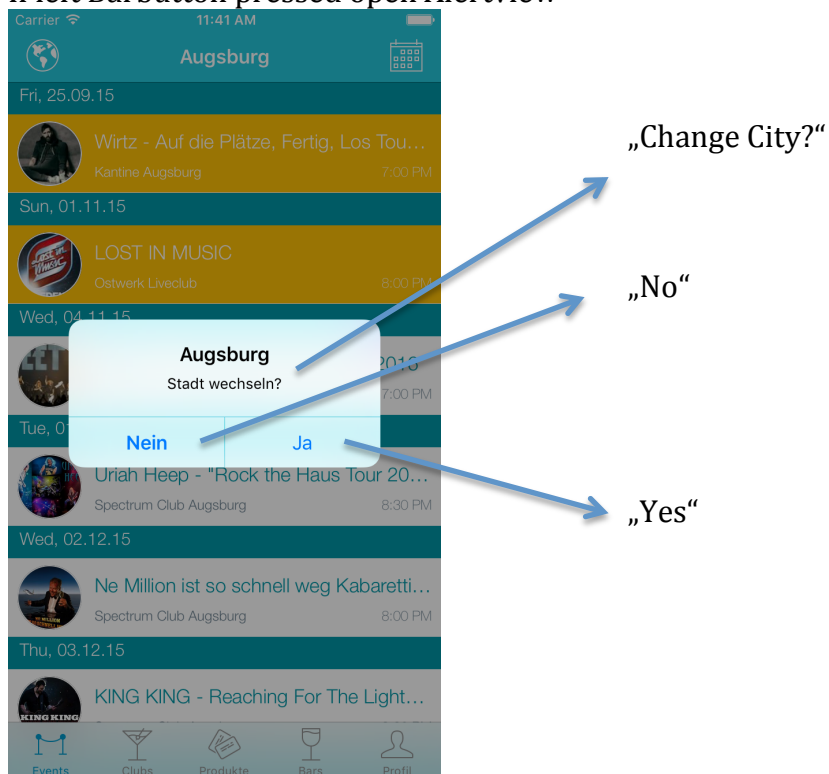 if left BarButton pressed open AlertView
Carrier 11:41 AM
Augsburg
Fri, 25.09.15
Wirtz - Auf die Plätze, Fertig, Los Tou…
Kantine Augsburg 7:00 PM
Sun, 01.11.15
LOST IN MUSIC
Ostwerk Liveclub 8:00 PM
Wed, 04.11.15
2016
7:00 PM
Augsburg
Stadt wechseln?
Nein Ja
Tue, 0
Uriah Heep - "Rock the Haus Tour 20…
Spectrum Club Augsburg 8:30 PM
Wed, 02.12.15
Ne Million ist so schnell weg Kabaretti…
Spectrum Club Augsburg 8:00 PM
Thu, 03.12.15
KING KING - Reaching For The Light…
KING KING
Events Clubs Produkte Bars Profil
„Change City?“
„No“
„Yes“